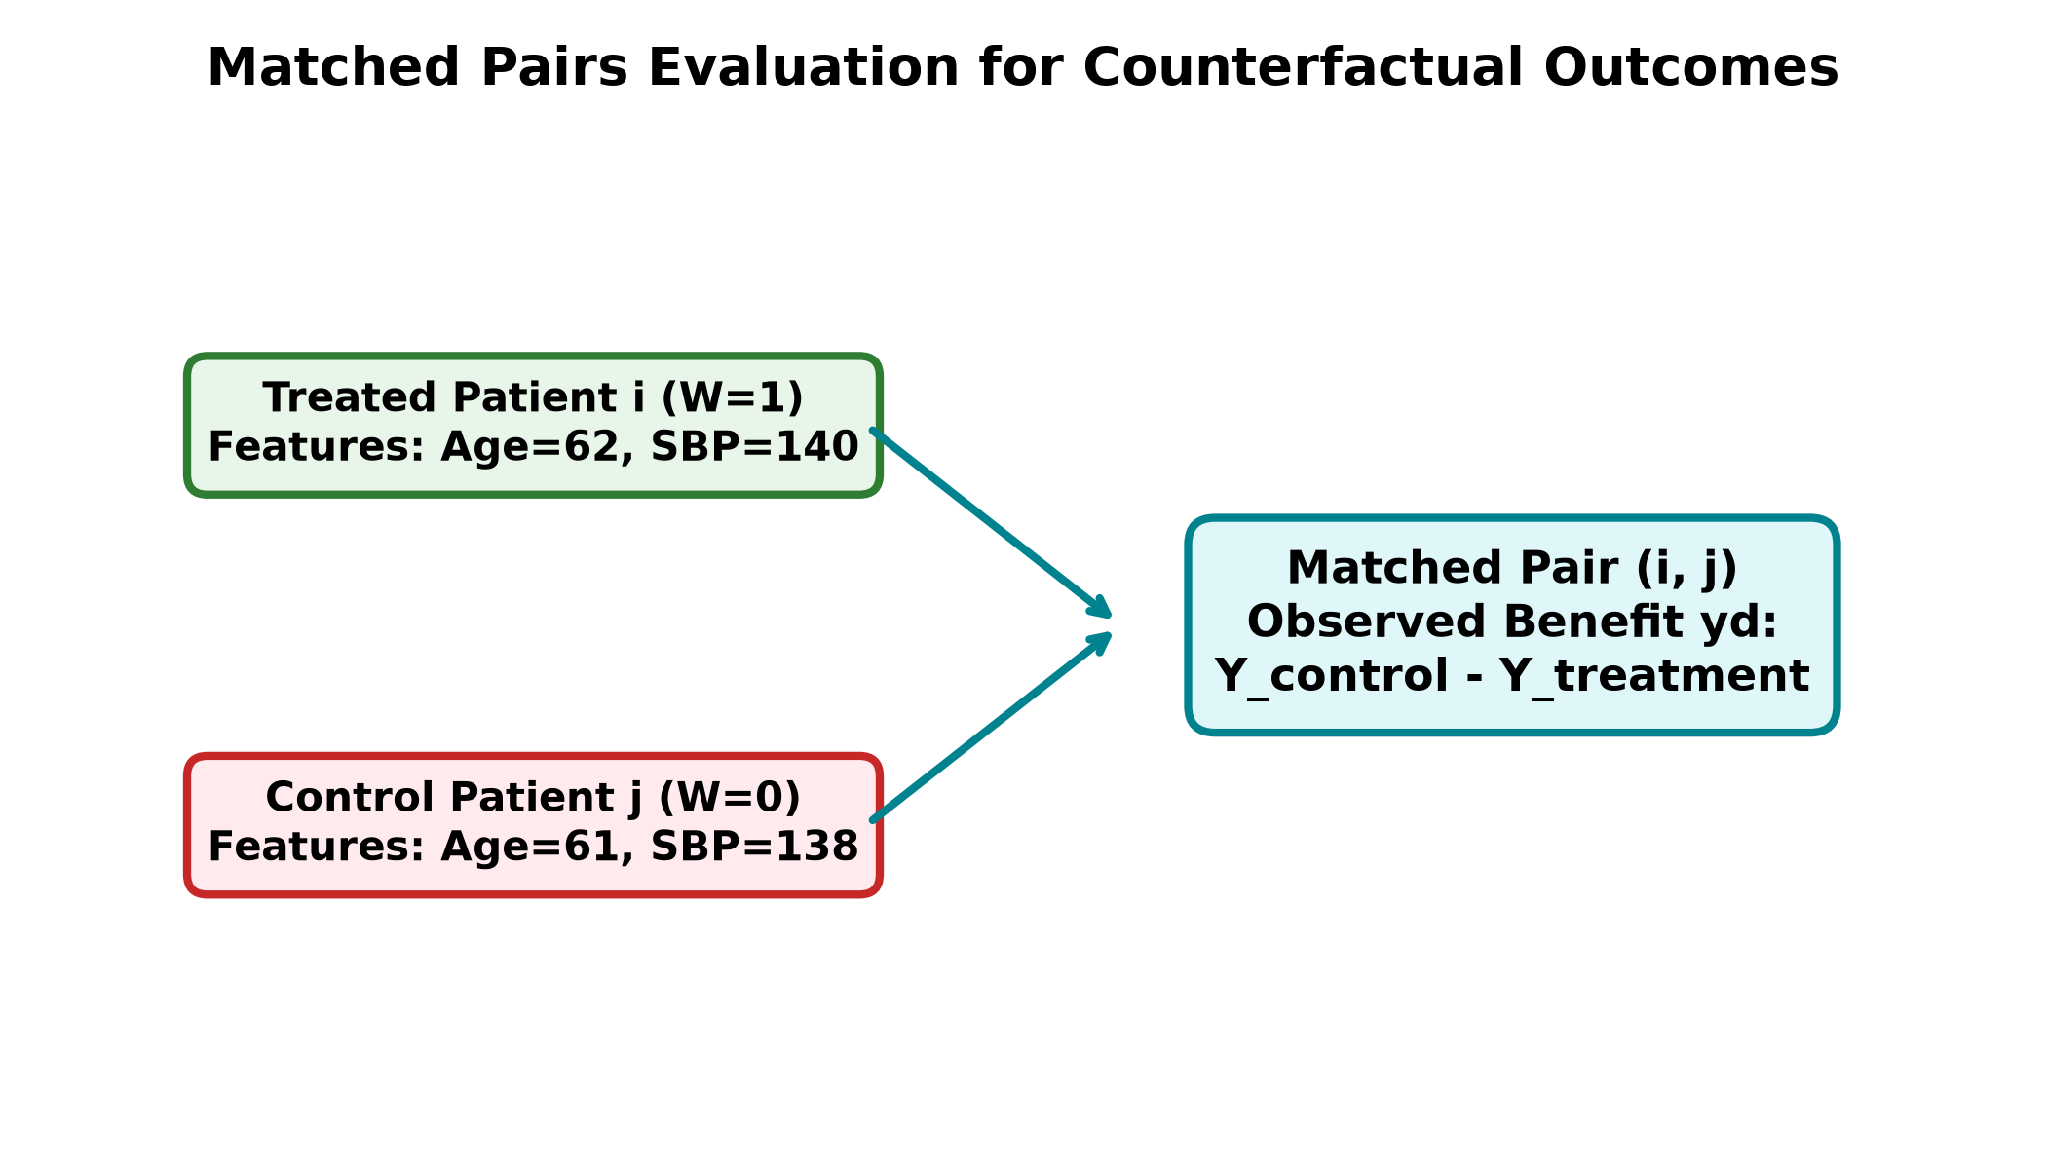 Matched Pairs Evaluation for Counterfactual Outcomes
Treated Patient i (W=1)
Features: Age=62, SBP=140
Matched Pair (i, j)
Observed Benefit yd:
Y_control - Y_treatment
Control Patient j (W=0)
Features: Age=61, SBP=138